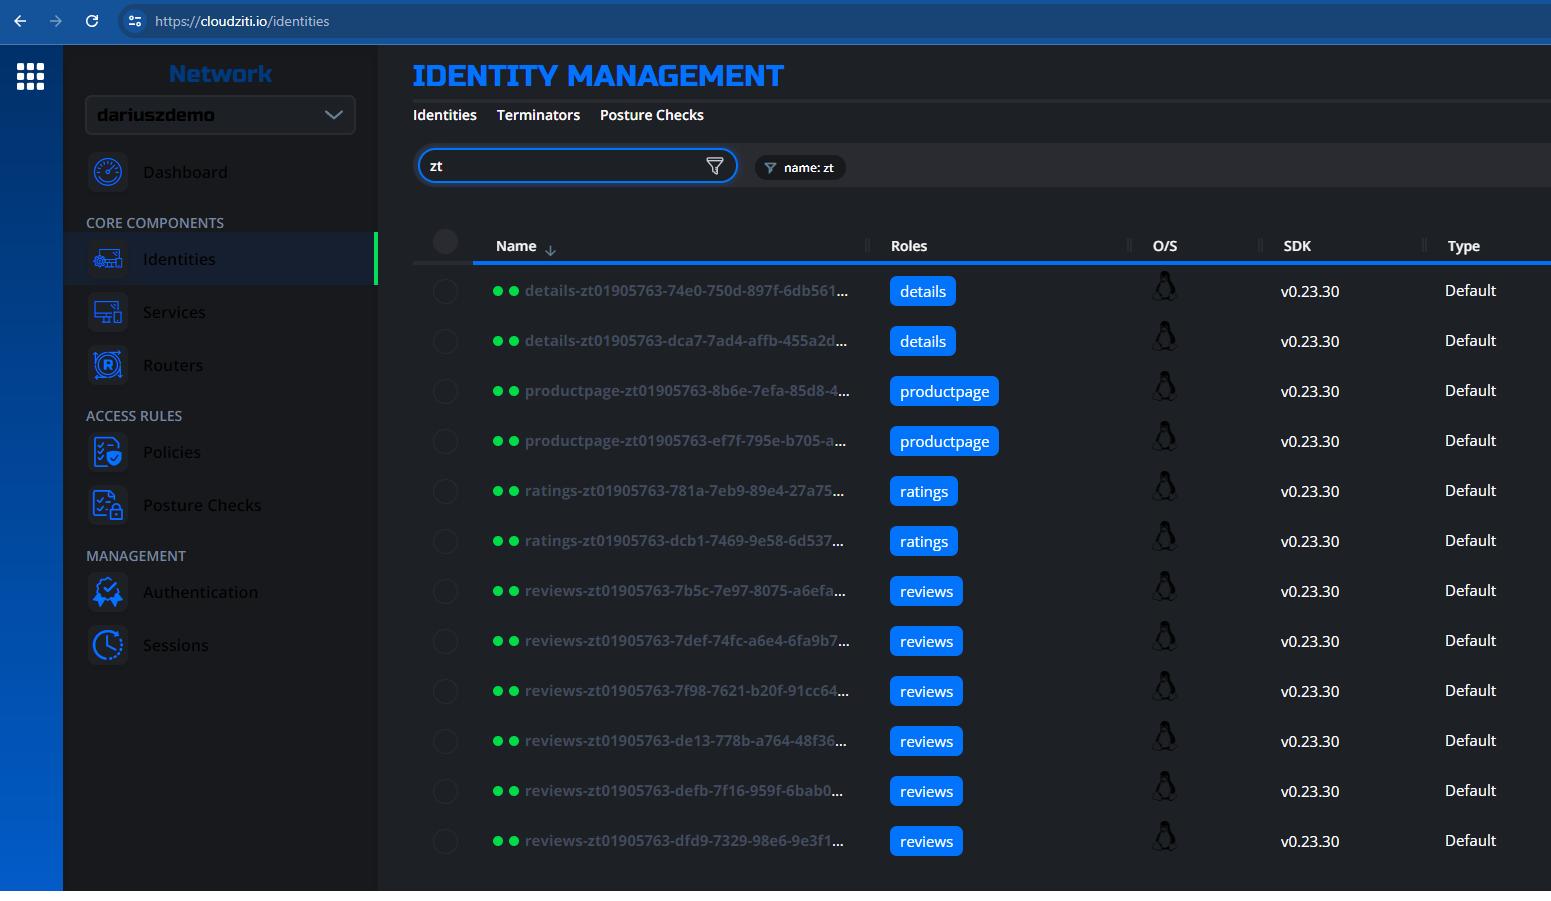 https://cloudziti.io/identities
Network
dariuszdemo
Dashboard
CORE COMPONENTS
Identities
Services
Routers
ACCESS RULES
Policies
Posture Checks
MANAGEMENT
Authentication
Sessions
IDENTITY MANAGEMENT
Identities Terminators Posture Checks
zt name: zt
Name Roles O/S SDK Type
details-zt01905763-74e0-750d-897f-6db561... details v0.23.30 Default
details-zt01905763-dca7-7ad4-affb-455a2d... details v0.23.30 Default
productpage-zt01905763-8b6e-7efa-85d8-4... productpage v0.23.30 Default
productpage-zt01905763-ef7f-795e-b705-a... productpage v0.23.30 Default
ratings-zt01905763-781a-7eb9-89e4-27a75... ratings v0.23.30 Default
ratings-zt01905763-dcb1-7469-9e58-6d537... ratings v0.23.30 Default
reviews-zt01905763-7b5c-7e97-8075-a6efa... reviews v0.23.30 Default
reviews-zt01905763-7def-74fc-a6e4-6fa9b7... reviews v0.23.30 Default
reviews-zt01905763-7f98-7621-b20f-91cc64... reviews v0.23.30 Default
reviews-zt01905763-de13-778b-a764-48f36... reviews v0.23.30 Default
reviews-zt01905763-defb-7f16-959f-6bab0... reviews v0.23.30 Default
reviews-zt01905763-dfd9-7329-98e6-9e3f1... reviews v0.23.30 Default